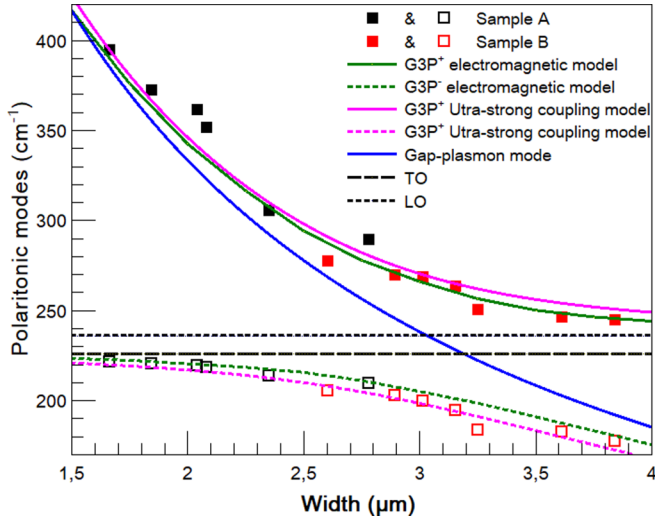 400
350
300
250
200
Polaritonic modes (cm⁻¹)
& Sample A
& Sample B
G3P⁺ electromagnetic model
G3P⁻ electromagnetic model
G3P⁺ Utra-strong coupling model
G3P⁺ Utra-strong coupling model
Gap-plasmon mode
TO
LO
1,5 2 2,5 3 3,5 4
Width (µm)